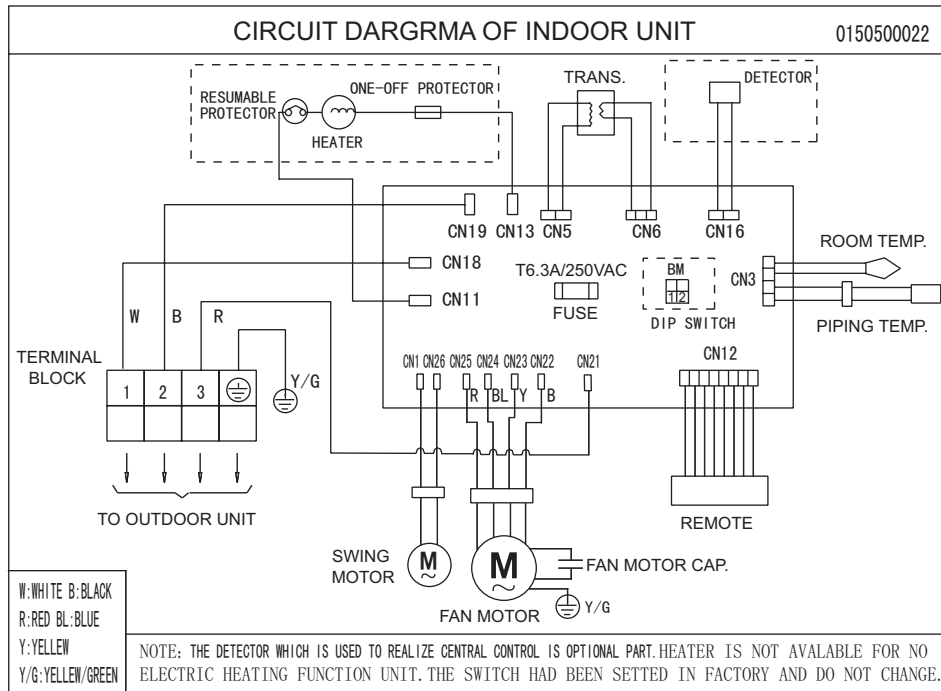 CIRCUIT DARGRMA OF INDOOR UNIT
0150500022
ONE-OFF PROTECTOR
RESUMABLE
PROTECTOR
HEATER
TRANS.
DETECTOR
CN19
CN13
CN5
CN6
CN16
CN18
CN11
T6.3A/250VAC
FUSE
BM
1 2
DIP SWITCH
CN3
ROOM TEMP.
PIPING TEMP.
W
B
R
TERMINAL
BLOCK
1
2
3
Y/G
TO OUTDOOR UNIT
CN1
CN26
CN25
CN24
CN23
CN22
CN21
R
BL
Y
B
CN12
REMOTE
SWING
MOTOR
M
~
M
~
FAN MOTOR
FAN MOTOR CAP.
Y/G
W:WHITE B:BLACK
R:RED BL:BLUE
Y:YELLEW
Y/G:YELLEW/GREEN
NOTE: THE DETECTOR WHICH IS USED TO REALIZE CENTRAL CONTROL IS OPTIONAL PART. HEATER IS NOT AVALABLE FOR NO
ELECTRIC HEATING FUNCTION UNIT. THE SWITCH HAD BEEN SETTED IN FACTORY AND DO NOT CHANGE.